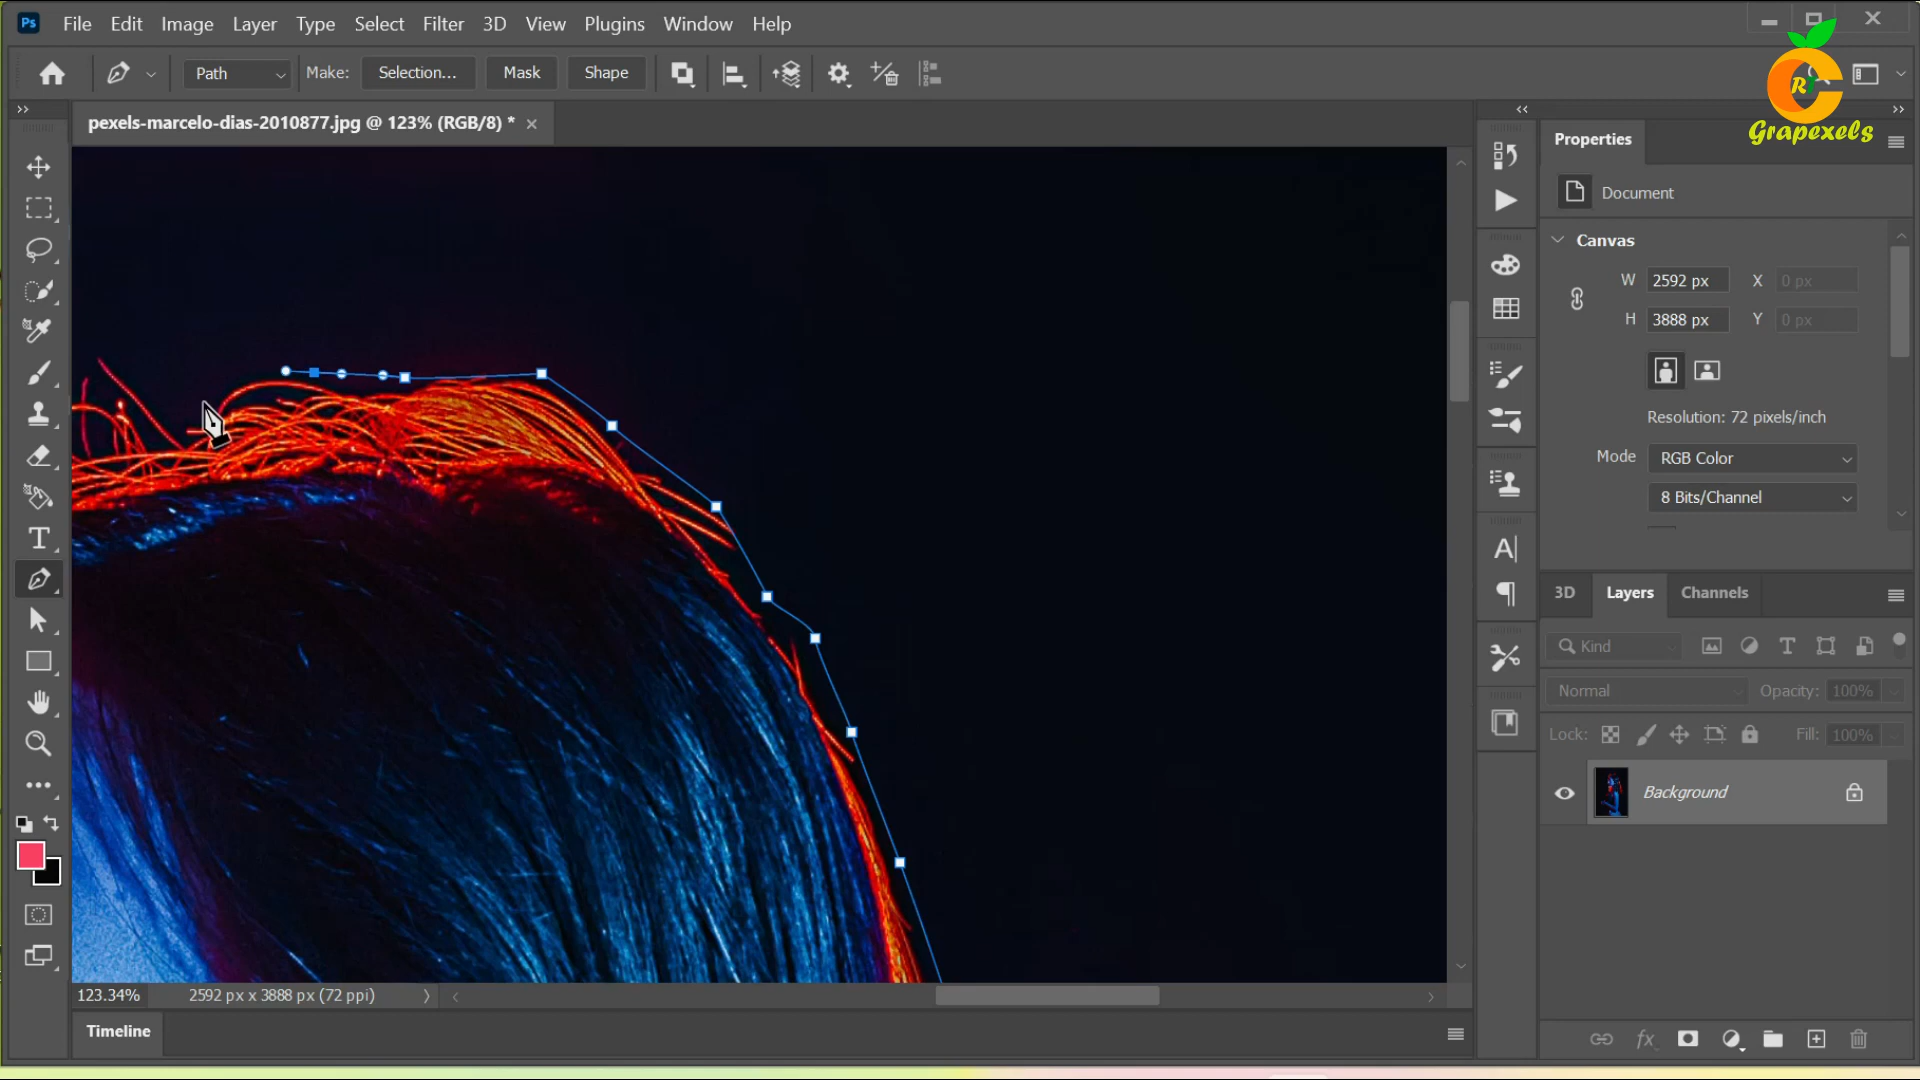 Ps File Edit Image Layer Type Select Filter 3D View Plugins Window Help
Path Make: Selection... Mask Shape
RT
Grapexels
pexels-marcelo-dias-2010877.jpg @ 123% (RGB/8) *
Properties
Document
Canvas
W 2592 px X 0 px
H 3888 px Y 0 px
Resolution: 72 pixels/inch
Mode RGB Color
8 Bits/Channel
3D Layers Channels
Kind
Normal Opacity: 100%
Lock: Fill: 100%
Background
123.34% 2592 px x 3888 px (72 ppi)
Timeline